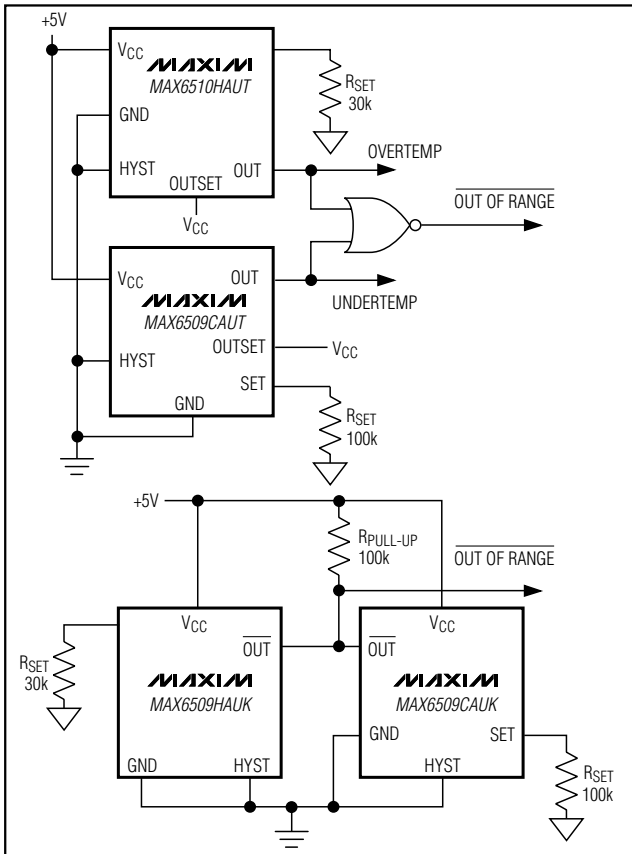 +5V
VCC
MAXIM
MAX6510HAUT
RSET
30k
GND
HYST
OUT
OUTSET
VCC
OVERTEMP
OUT OF RANGE
VCC
OUT
MAXIM
MAX6509CAUT
UNDERTEMP
OUTSET
VCC
HYST
SET
GND
RSET
100k
+5V
RPULL-UP
100k
OUT OF RANGE
VCC
OUT
RSET
30k
MAXIM
MAX6509HAUK
GND
HYST
VCC
OUT
MAXIM
MAX6509CAUK
GND
SET
HYST
RSET
100k